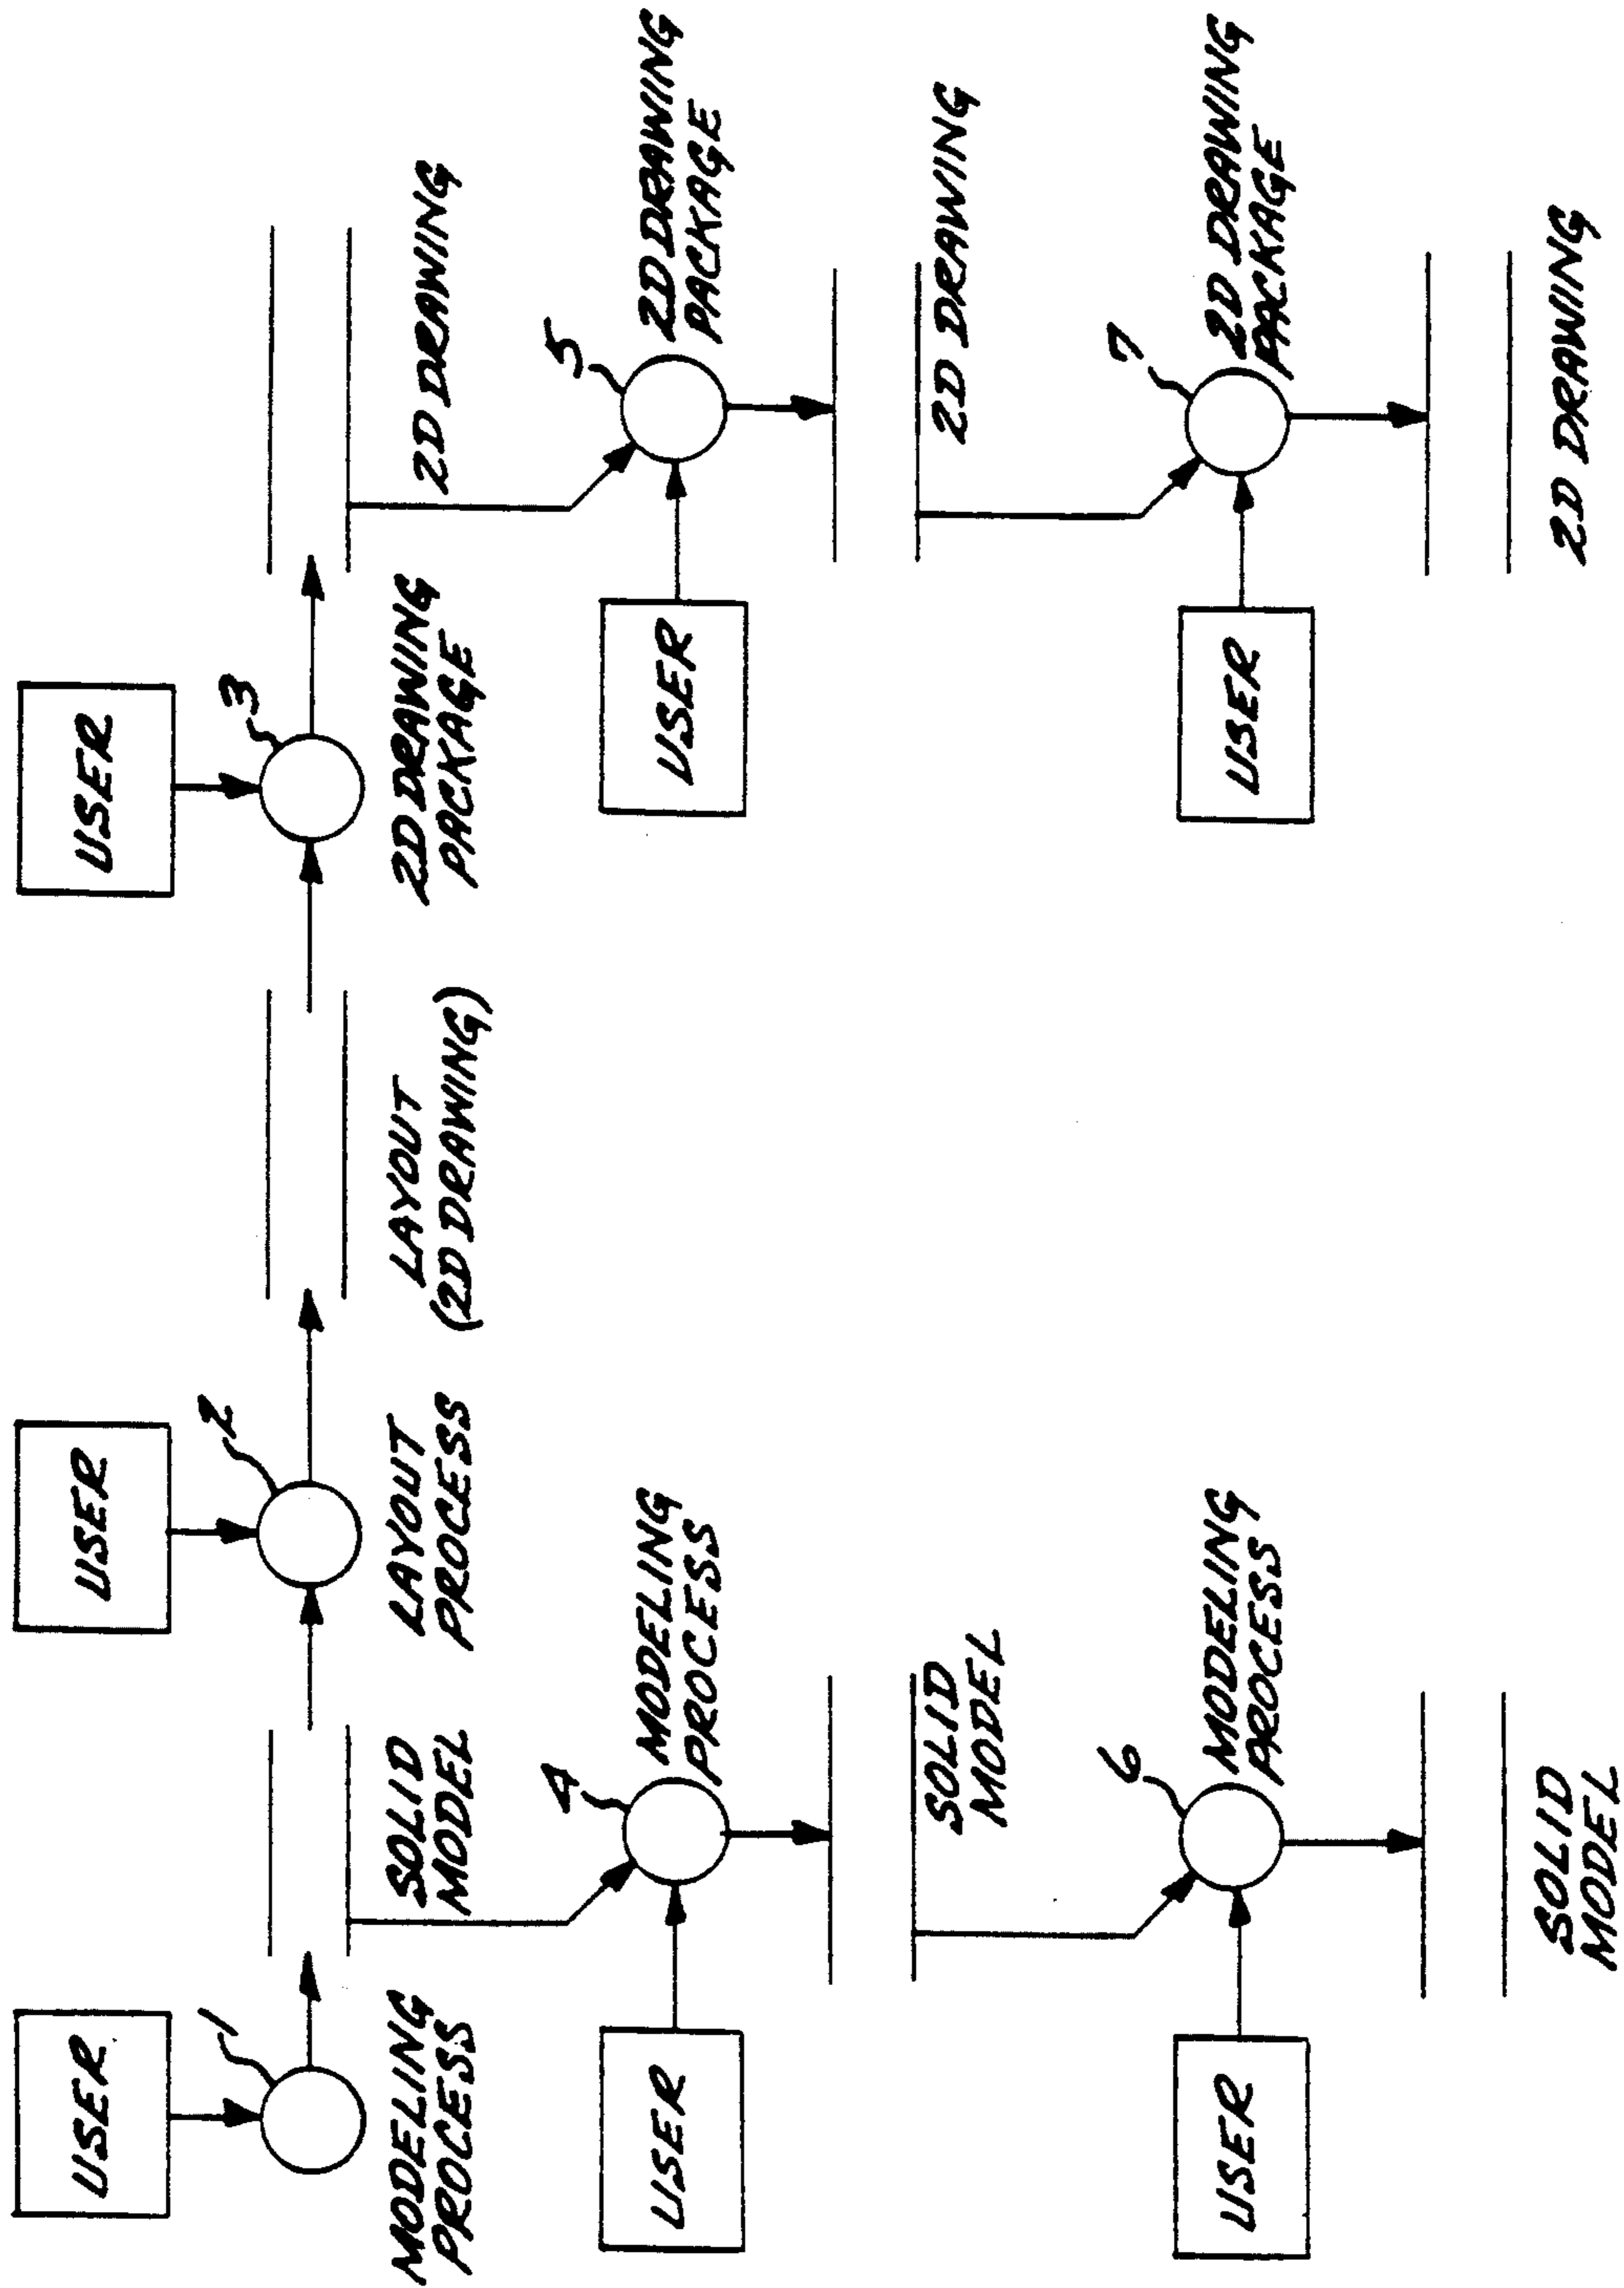 USER
USER
USER
1
2
3
MODELING
PROCESS
SOLID
MODEL
LAYOUT
PROCESS
LAYOUT
(2D DRAWING)
2D DRAWING
PACKAGE
2D DRAWING
4
5
USER
MODELING
PROCESS
USER
2D DRAWING
PACKAGE
SOLID
MODEL
2D DRAWING
6
7
USER
MODELING
PROCESS
USER
2D DRAWING
PACKAGE
SOLID
MODEL
2D DRAWING